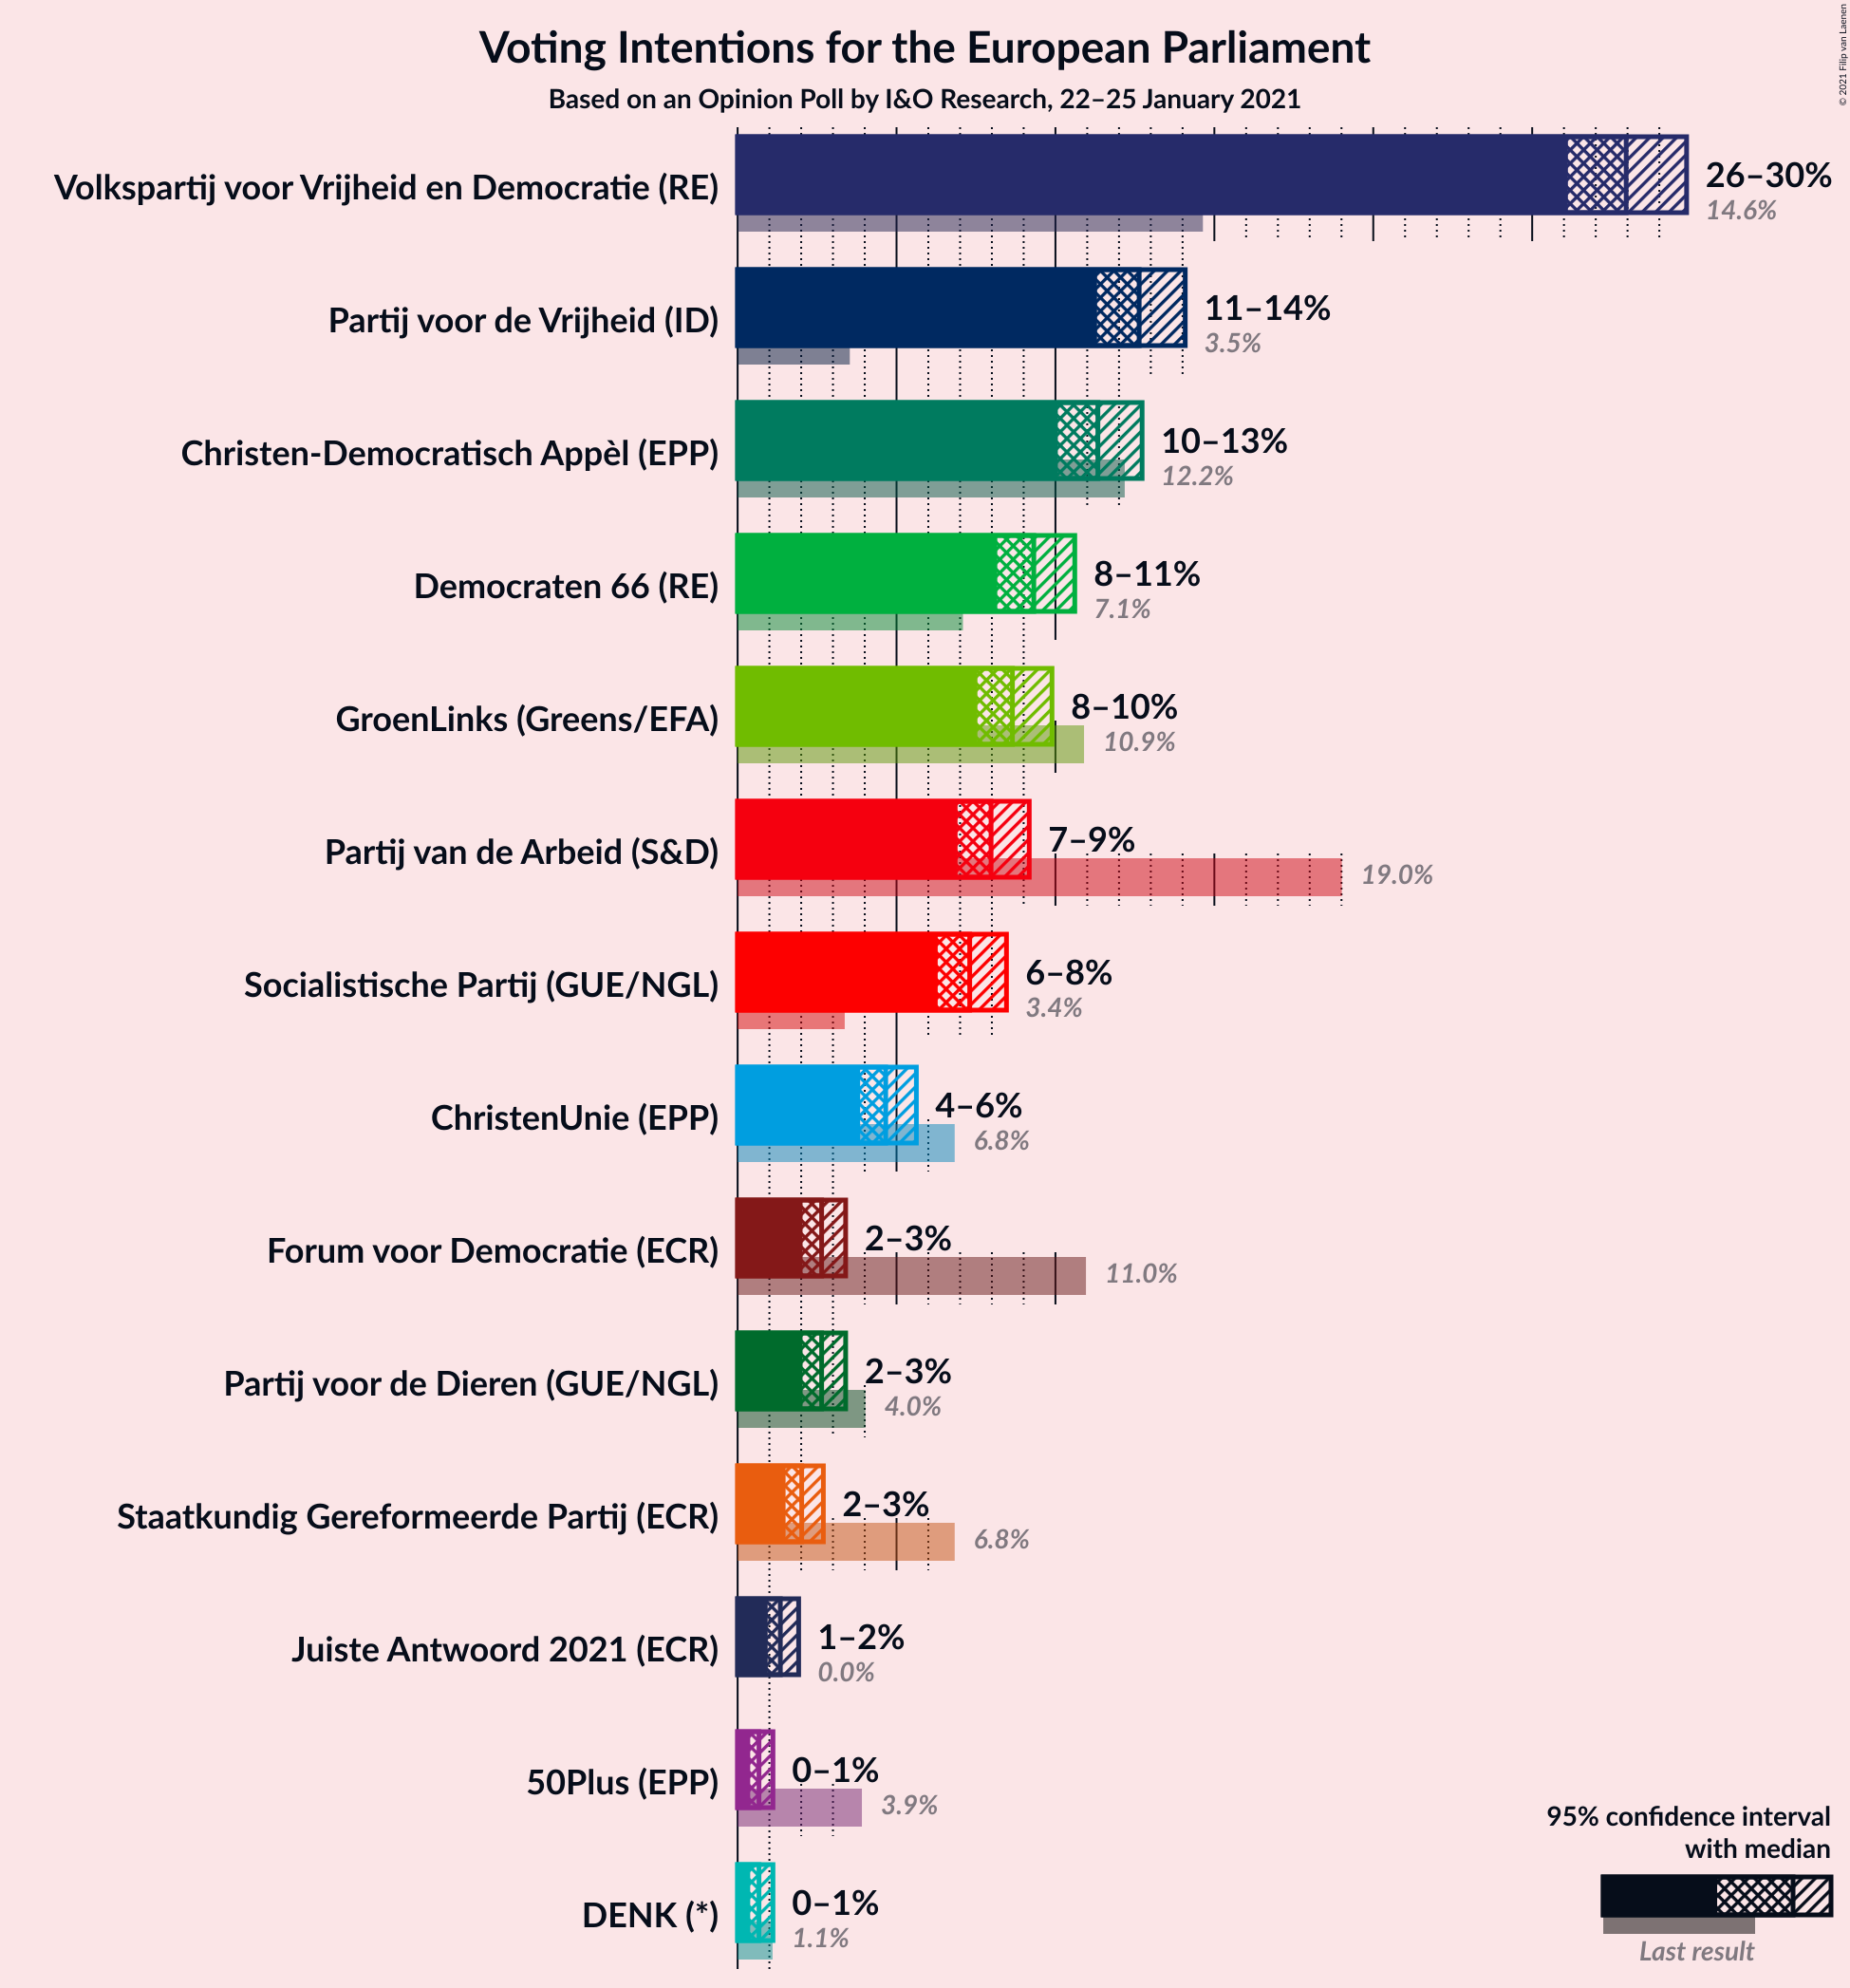 © 2021 Filip van Laenen
Voting Intentions for the European Parliament
Based on an Opinion Poll by I&O Research, 22–25 January 2021
Volkspartij voor Vrijheid en Democratie (RE)
26–30%
14.6%
Partij voor de Vrijheid (ID)
11–14%
3.5%
Christen-Democratisch Appèl (EPP)
10–13%
12.2%
Democraten 66 (RE)
8–11%
7.1%
GroenLinks (Greens/EFA)
8–10%
10.9%
Partij van de Arbeid (S&D)
7–9%
19.0%
Socialistische Partij (GUE/NGL)
6–8%
3.4%
ChristenUnie (EPP)
4–6%
6.8%
Forum voor Democratie (ECR)
2–3%
11.0%
Partij voor de Dieren (GUE/NGL)
2–3%
4.0%
Staatkundig Gereformeerde Partij (ECR)
2–3%
6.8%
Juiste Antwoord 2021 (ECR)
1–2%
0.0%
50Plus (EPP)
0–1%
3.9%
DENK (*)
0–1%
1.1%
95% confidence interval
with median
Last result